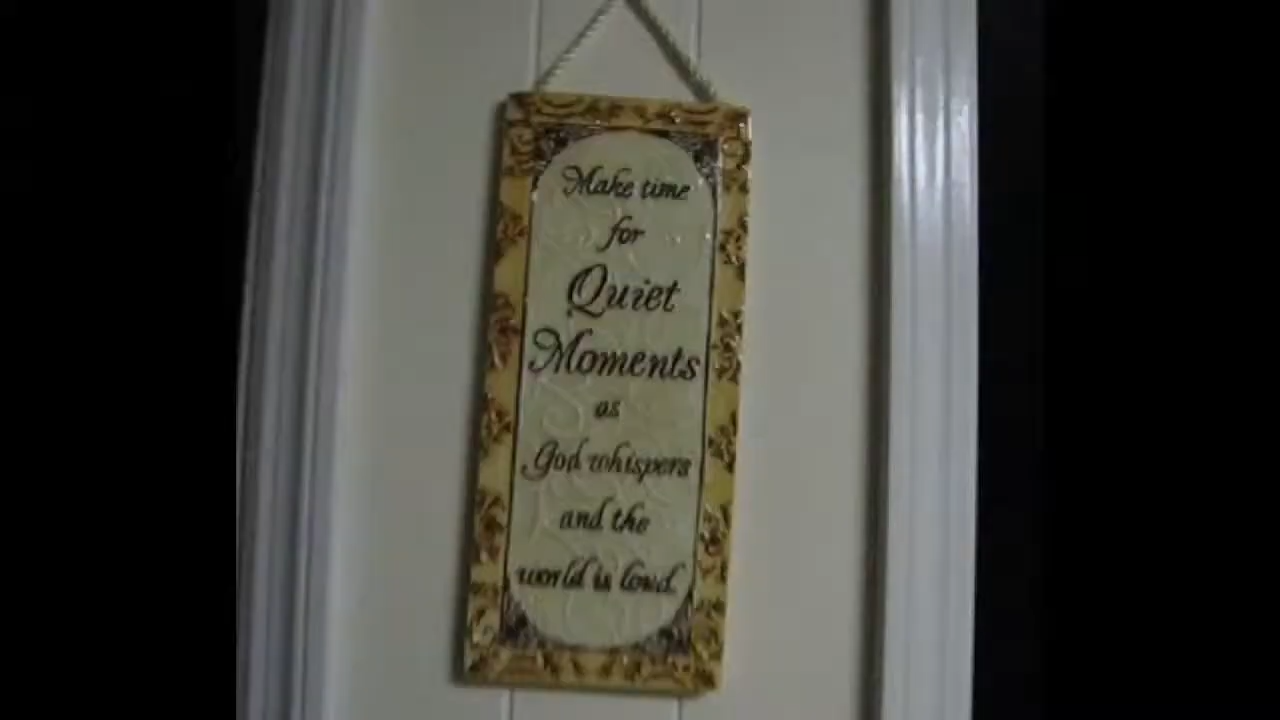 Make time
for
Quiet
Moments
as
God whispers
and the
world is loud.